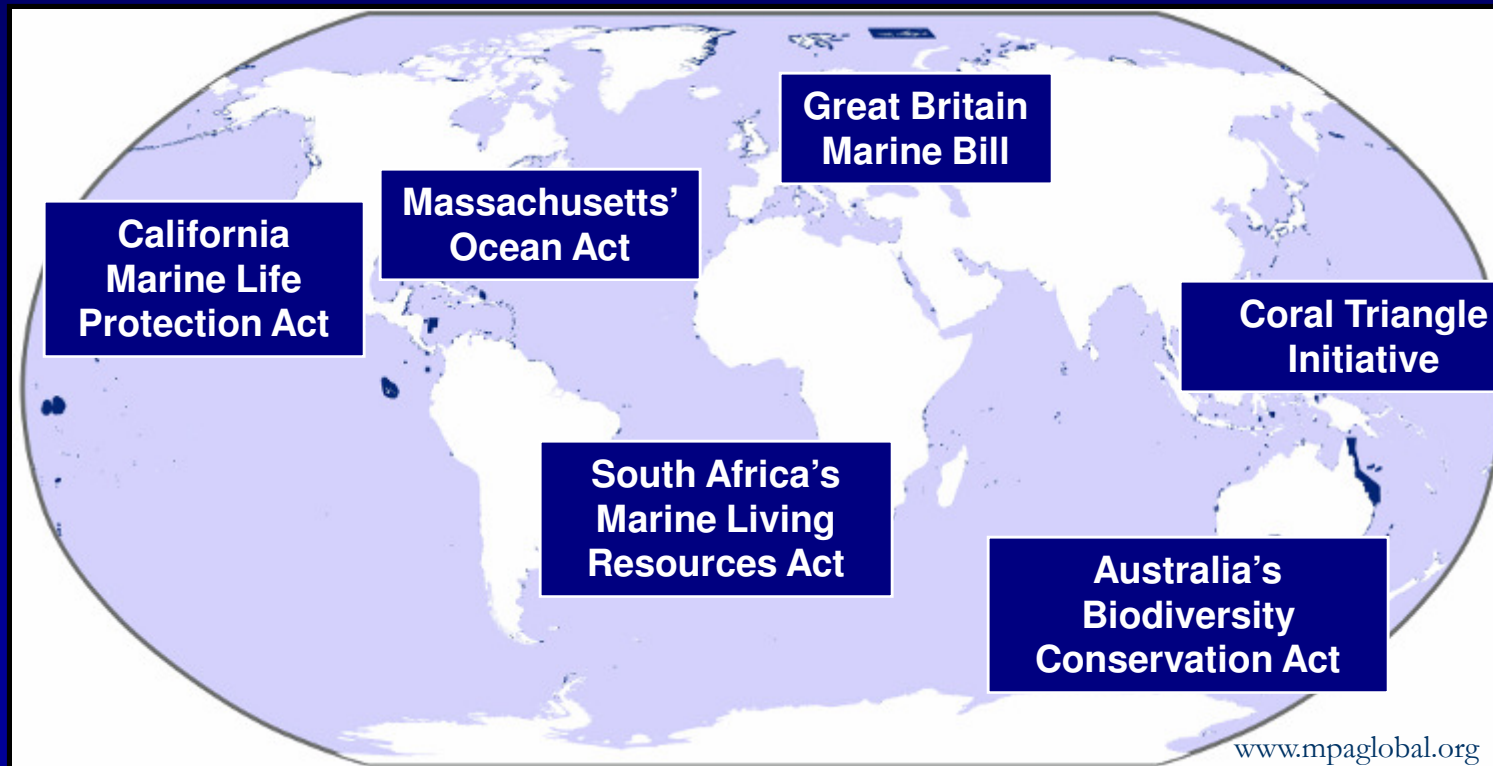 Great Britain
Marine Bill
Massachusetts’
Ocean Act
California
Marine Life
Protection Act
Coral Triangle
Initiative
South Africa’s
Marine Living
Resources Act
Australia’s
Biodiversity
Conservation Act
www.mpaglobal.org